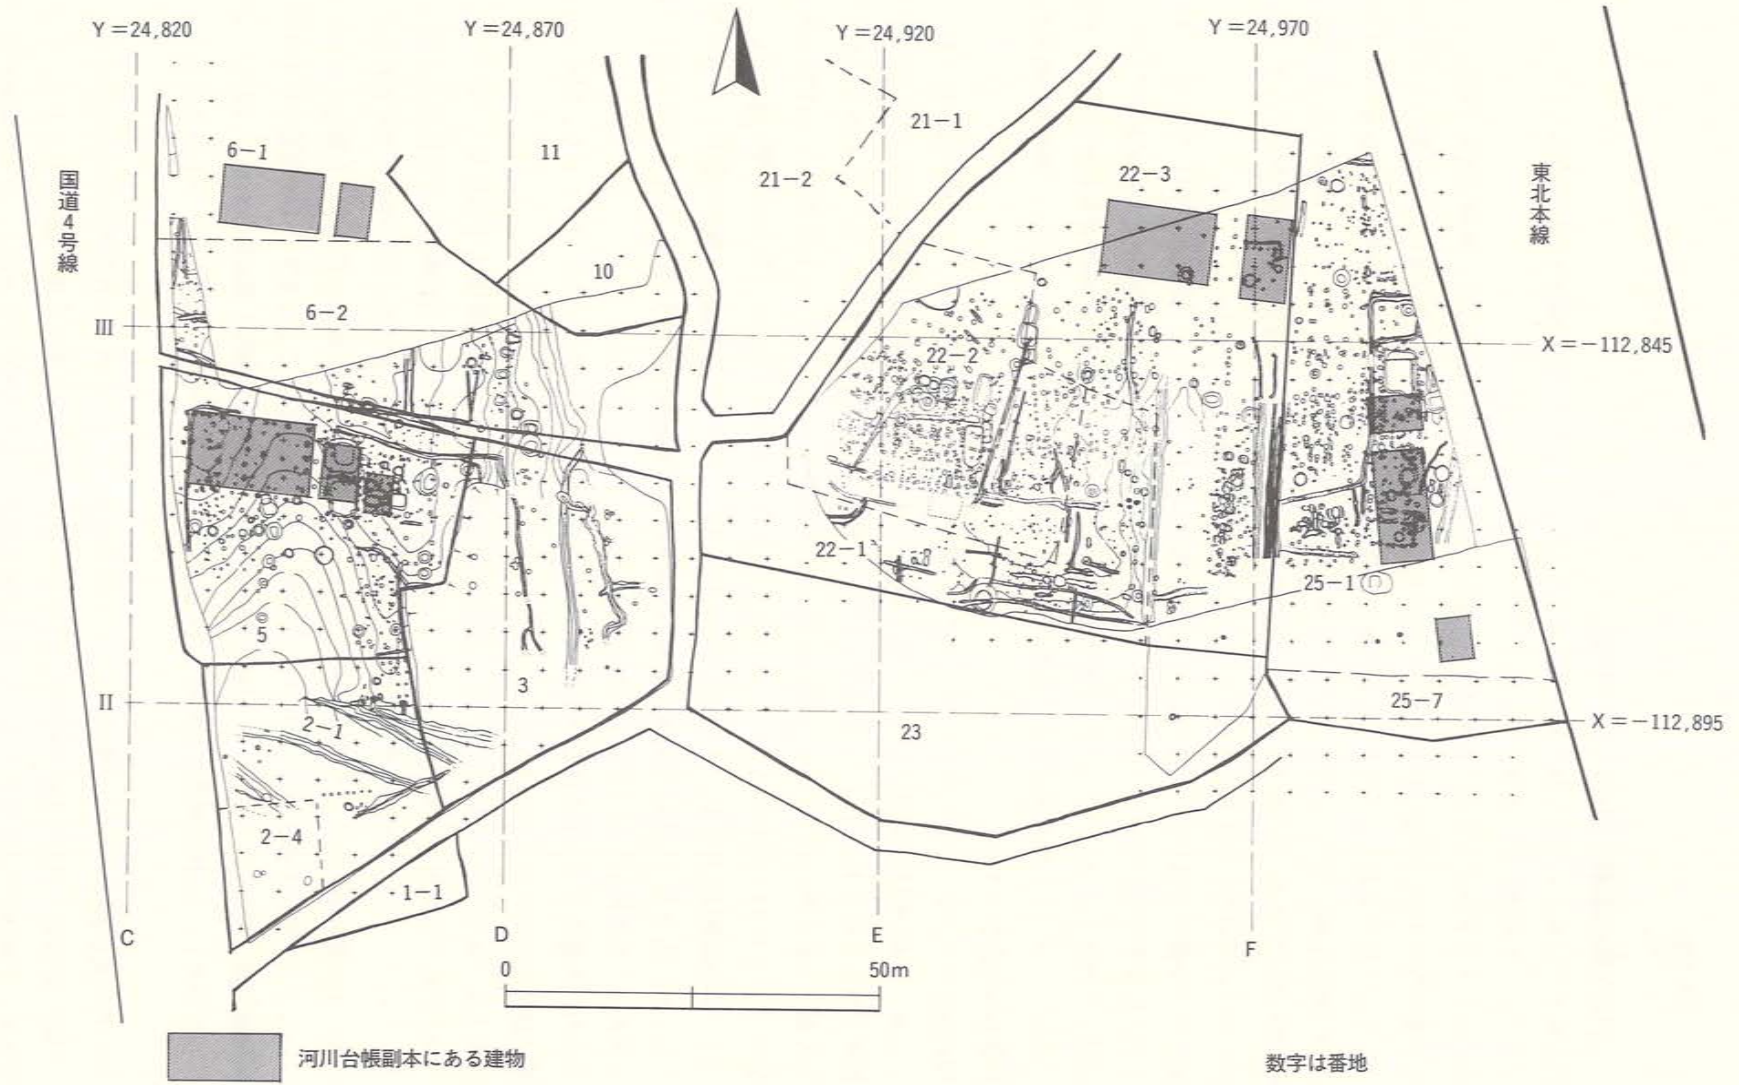 Y=24,820
Y=24,870
Y=24,920
Y=24,970
国道4号線
東北本線
6-1
11
21-1
21-2
22-3
10
6-2
III
X=-112,845
22-2
22-1
25-1
5
3
II
2-1
23
25-7
X=-112,895
2-4
1-1
C
D
E
F
0
50m
河川台帳副本にある建物
数字は番地